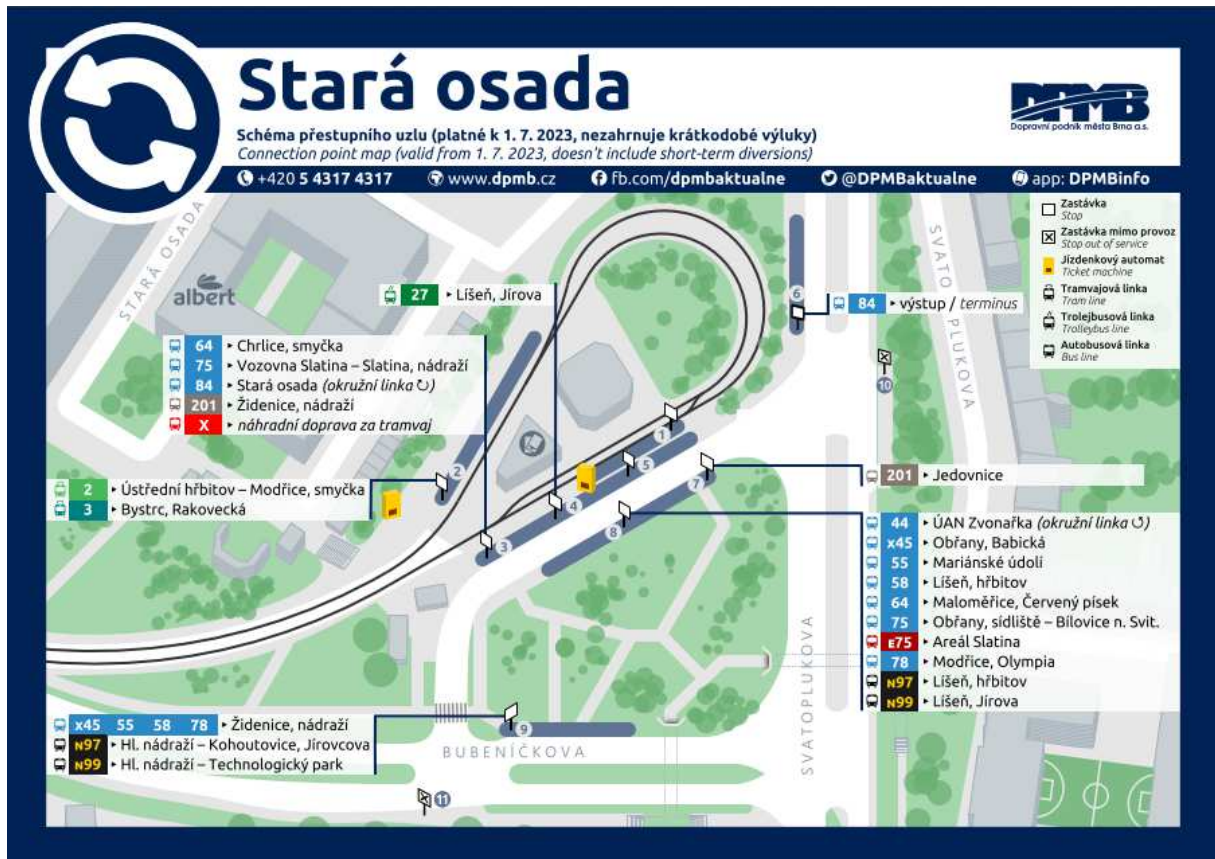 Stará osada
DPMB
Dopravní podnik města Brna a.s.
Schéma přestupního uzlu (platné k 1. 7. 2023, nezahrnuje krátkodobé výluky)
Connection point map (valid from 1. 7. 2023, doesn't include short-term diversions)
+420 5 4317 4317 www.dpmb.cz fb.com/dpmbaktualne @DPMBaktualne app: DPMBinfo
Zastávka
Stop
Zastávka mimo provoz
Stop out of service
Jízdenkový automat
Ticket machine
Tramvajová linka
Tram line
Trolejbusová linka
Trolleybus line
Autobusová linka
Bus line
STARÁ OSADA
albert
SVATOPLUKOVA
27 ▸ Líšeň, Jírova
6
84 ▸ výstup / terminus
64 ▸ Chrlice, smyčka
75 ▸ Vozovna Slatina – Slatina, nádraží
84 ▸ Stará osada (okružní linka ↻)
201 ▸ Židenice, nádraží
X ▸ náhradní doprava za tramvaj
10
1
2
5
7
4
8
3
2 ▸ Ústřední hřbitov – Modřice, smyčka
3 ▸ Bystrc, Rakovecká
201 ▸ Jedovnice
44 ▸ ÚAN Zvonařka (okružní linka ↺)
x45 ▸ Obřany, Babická
55 ▸ Mariánské údolí
58 ▸ Líšeň, hřbitov
64 ▸ Maloměřice, Červený písek
75 ▸ Obřany, sídliště – Bílovice n. Svit.
E75 ▸ Areál Slatina
78 ▸ Modřice, Olympia
N97 ▸ Líšeň, hřbitov
N99 ▸ Líšeň, Jírova
SVATOPLUKOVA
x45 55 58 78 ▸ Židenice, nádraží
N97 ▸ Hl. nádraží – Kohoutovice, Jírovcova
N99 ▸ Hl. nádraží – Technologický park
9
BUBENÍČKOVA
11